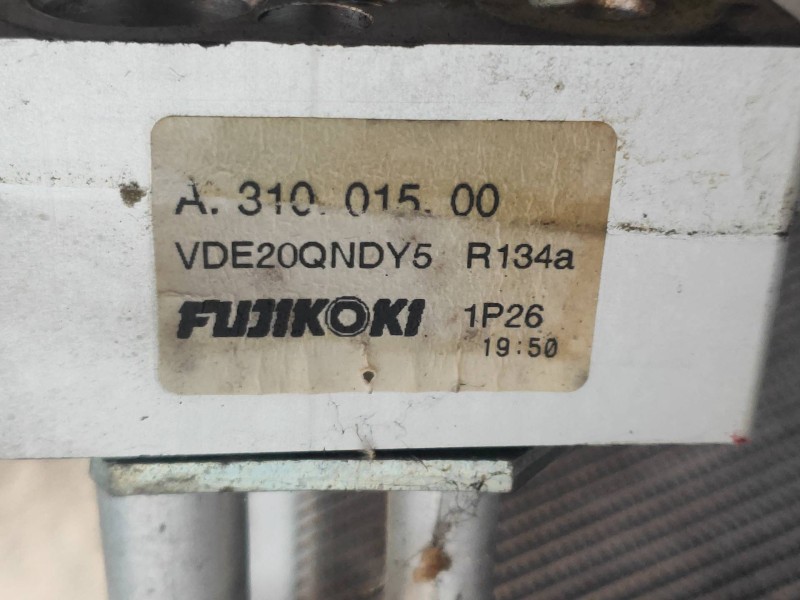 A. 310. 015. 00
VDE20QNDY5 R134a
FUJIKOKI 1P26
19:50